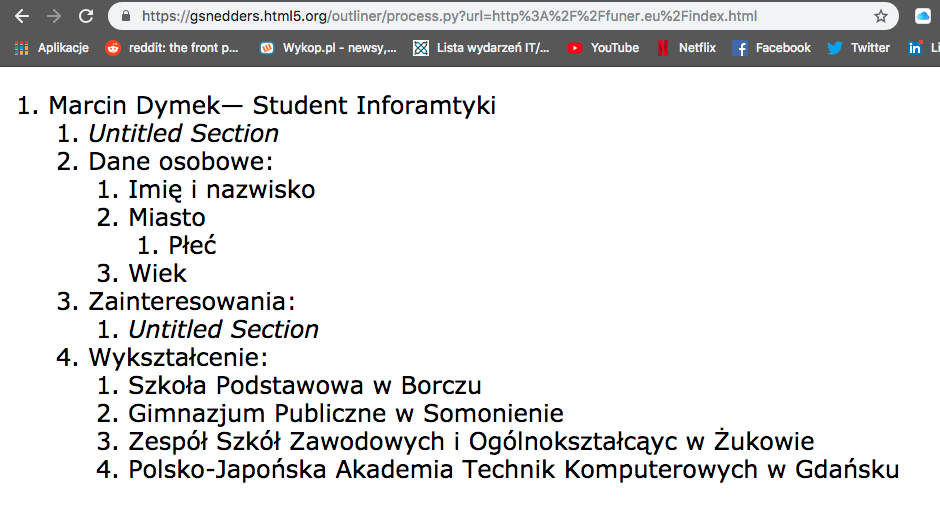 https://gsnedders.html5.org/outliner/process.py?url=http%3A%2F%2Ffuner.eu%2Findex.html
Aplikacje reddit: the front p... Wykop.pl - newsy,... Lista wydarzeń IT/... YouTube Netflix Facebook Twitter Li
1. Marcin Dymek— Student Inforamtyki
1. Untitled Section
2. Dane osobowe:
1. Imię i nazwisko
2. Miasto
1. Płeć
3. Wiek
3. Zainteresowania:
1. Untitled Section
4. Wykształcenie:
1. Szkoła Podstawowa w Borczu
2. Gimnazjum Publiczne w Somonienie
3. Zespół Szkół Zawodowych i Ogólnokształcąyc w Żukowie
4. Polsko-Japońska Akademia Technik Komputerowych w Gdańsku